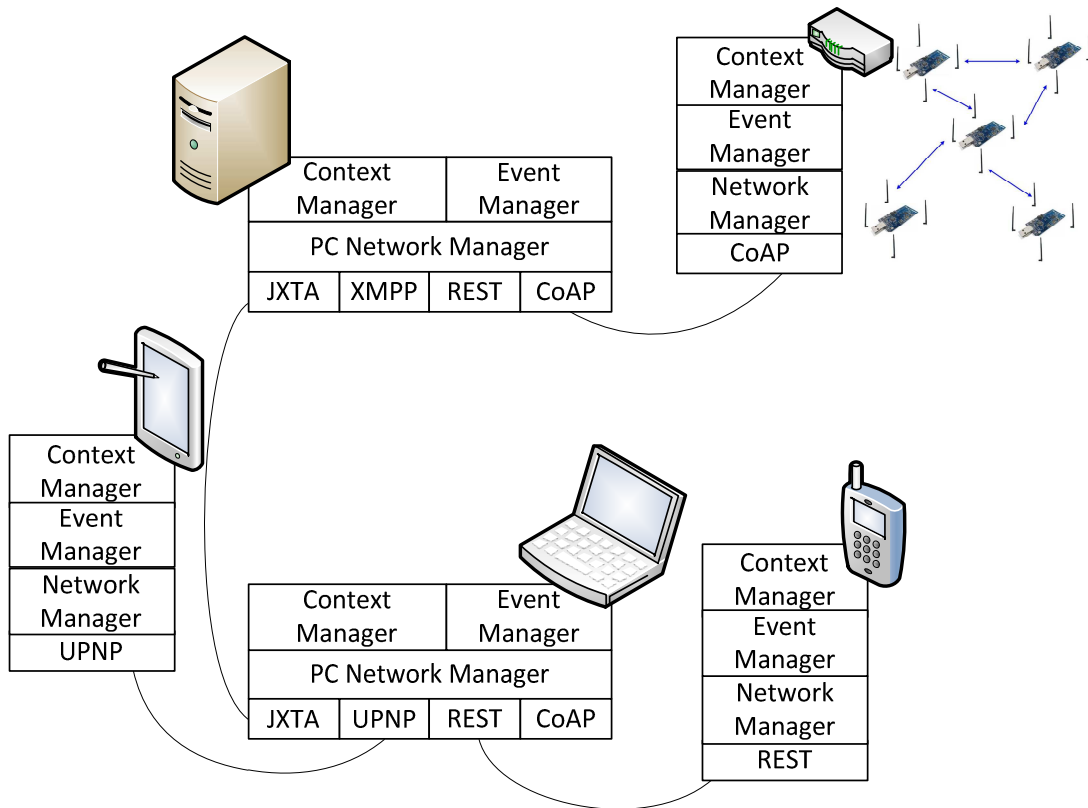 Context
Manager
Event
Manager
Network
Manager
CoAP
Context
Manager
Event
Manager
PC Network Manager
JXTA XMPP REST CoAP
Context
Manager
Event
Manager
Network
Manager
UPNP
Context
Manager
Event
Manager
PC Network Manager
JXTA UPNP REST CoAP
Context
Manager
Event
Manager
Network
Manager
REST